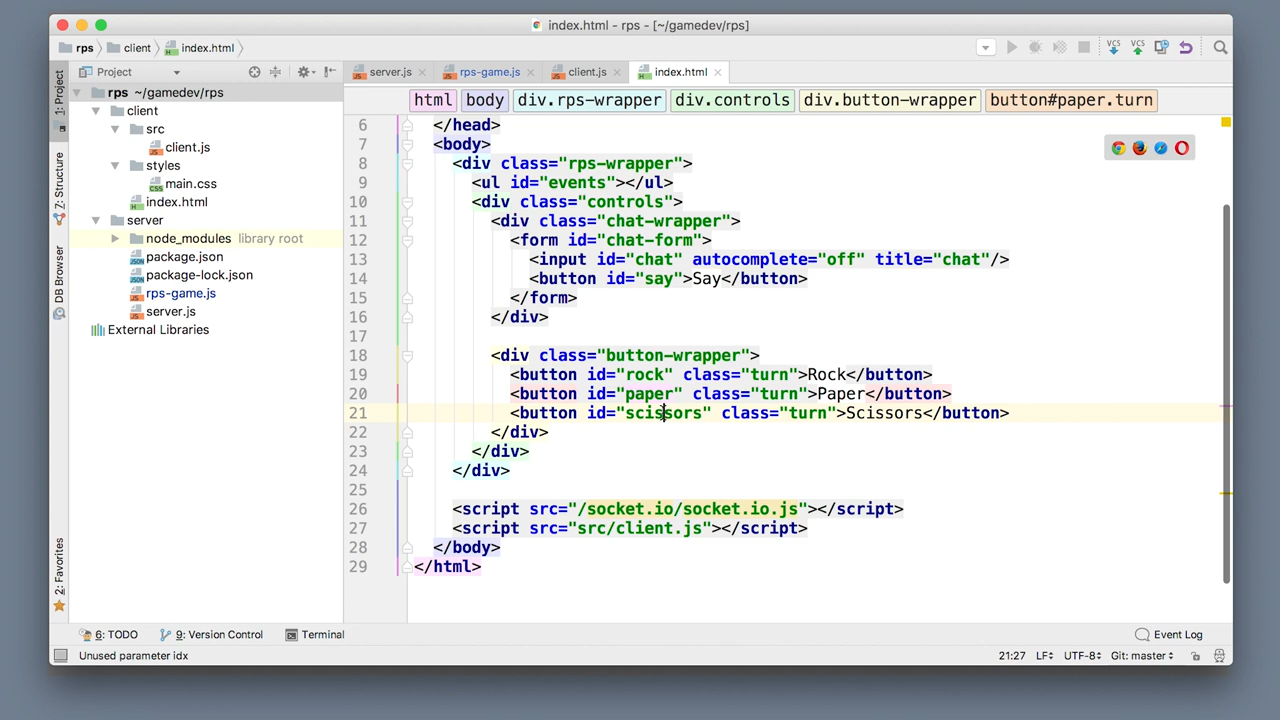 index.html - rps - [~/gamedev/rps]
rps client index.html
Project
server.js rps-game.js client.js index.html
html body div.rps-wrapper div.controls div.button-wrapper button#paper.turn
1: Project
7: Structure
DB Browser
2: Favorites
rps ~/gamedev/rps
client
src
client.js
styles
main.css
index.html
server
node_modules library root
package.json
package-lock.json
rps-game.js
server.js
External Libraries
VCS VCS
6 </head>
7 <body>
8 <div class="rps-wrapper">
9 <ul id="events"></ul>
10 <div class="controls">
11 <div class="chat-wrapper">
12 <form id="chat-form">
13 <input id="chat" autocomplete="off" title="chat"/>
14 <button id="say">Say</button>
15 </form>
16 </div>
17
18 <div class="button-wrapper">
19 <button id="rock" class="turn">Rock</button>
20 <button id="paper" class="turn">Paper</button>
21 <button id="scissors" class="turn">Scissors</button>
22 </div>
23 </div>
24 </div>
25
26 <script src="/socket.io/socket.io.js"></script>
27 <script src="src/client.js"></script>
28 </body>
29 </html>
6: TODO 9: Version Control Terminal Event Log
Unused parameter idx 21:27 LF UTF-8 Git: master